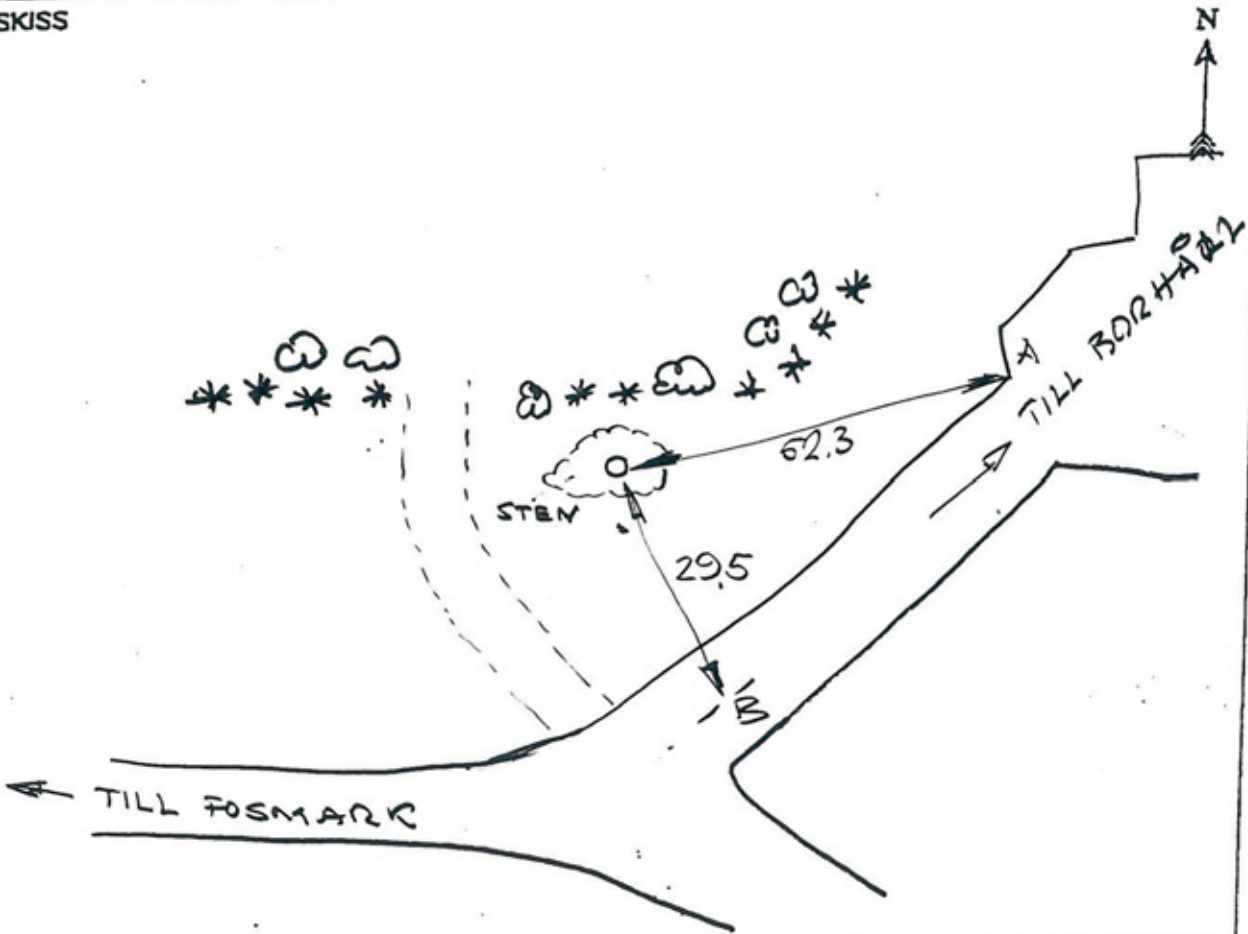 SKISS
N
A
TILL BORHÅL 2
62.3
STEN
29.5
B
TILL FOSMARK